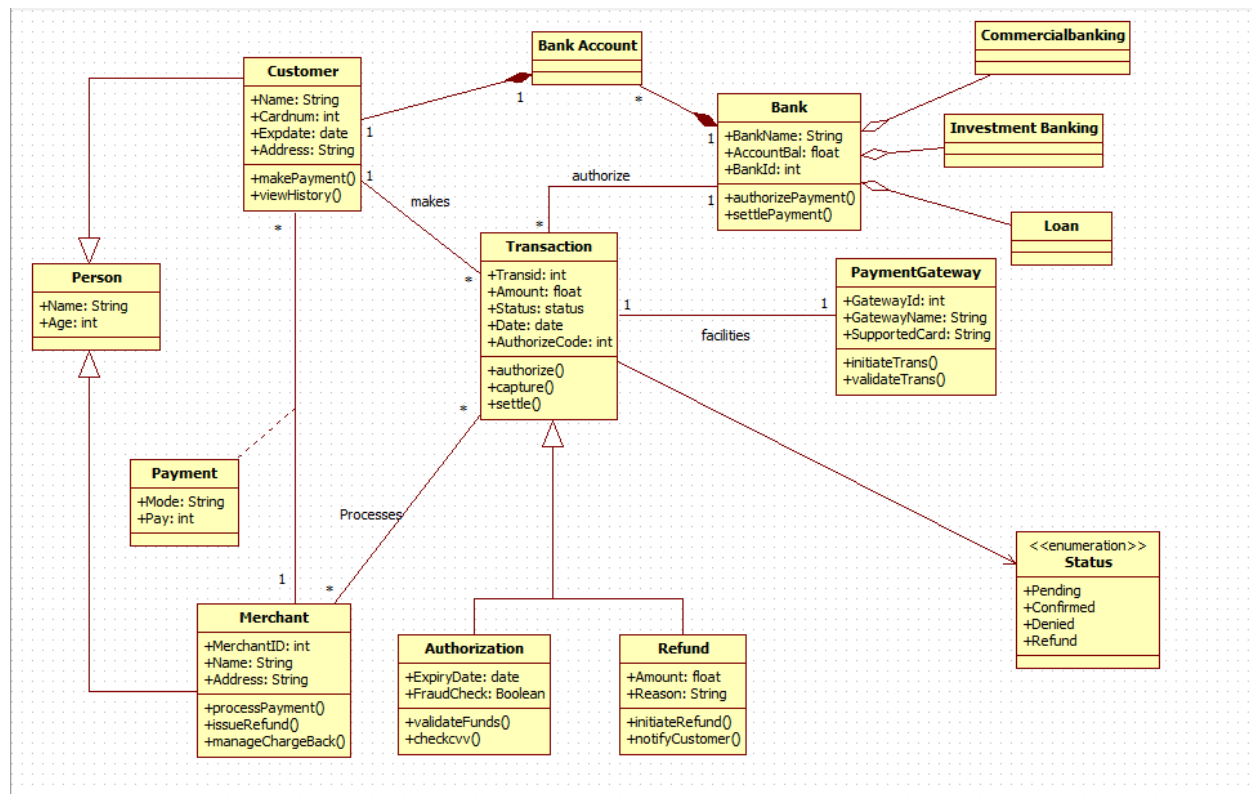 Commercialbanking
Bank Account
Customer
+Name: String
+Cardnum: int
+Expdate: date
+Address: String
+makePayment()
+viewHistory()
1
1
*
Bank
+BankName: String
+AccountBal: float
+BankId: int
+authorizePayment()
+settlePayment()
1
1
Investment Banking
Loan
authorize
*
1
makes
*
*
Person
+Name: String
+Age: int
Transaction
+Transid: int
+Amount: float
+Status: status
+Date: date
+AuthorizeCode: int
+authorize()
+capture()
+settle()
1
1
facilities
PaymentGateway
+GatewayId: int
+GatewayName: String
+SupportedCard: String
+initiateTrans()
+validateTrans()
*
Payment
+Mode: String
+Pay: int
Processes
1
*
<<enumeration>>
Status
+Pending
+Confirmed
+Denied
+Refund
Merchant
+MerchantID: int
+Name: String
+Address: String
+processPayment()
+issueRefund()
+manageChargeBack()
Authorization
+ExpiryDate: date
+FraudCheck: Boolean
+validateFunds()
+checkcvv()
Refund
+Amount: float
+Reason: String
+initiateRefund()
+notifyCustomer()